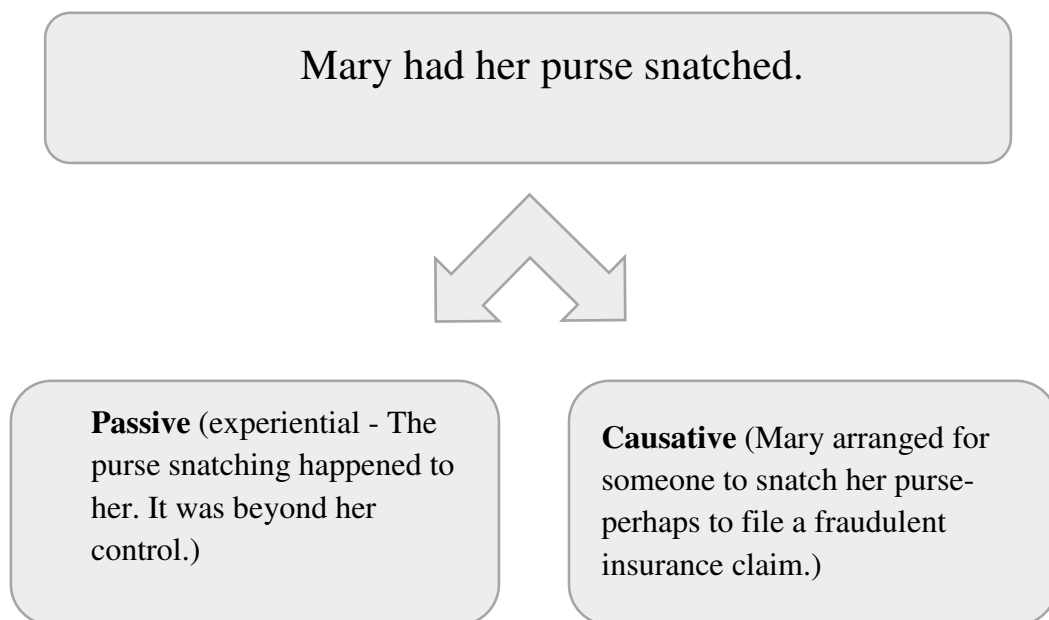 Mary had her purse snatched.
Passive (experiential - The
purse snatching happened to
her. It was beyond her
control.)
Causative (Mary arranged for
someone to snatch her purse-
perhaps to file a fraudulent
insurance claim.)